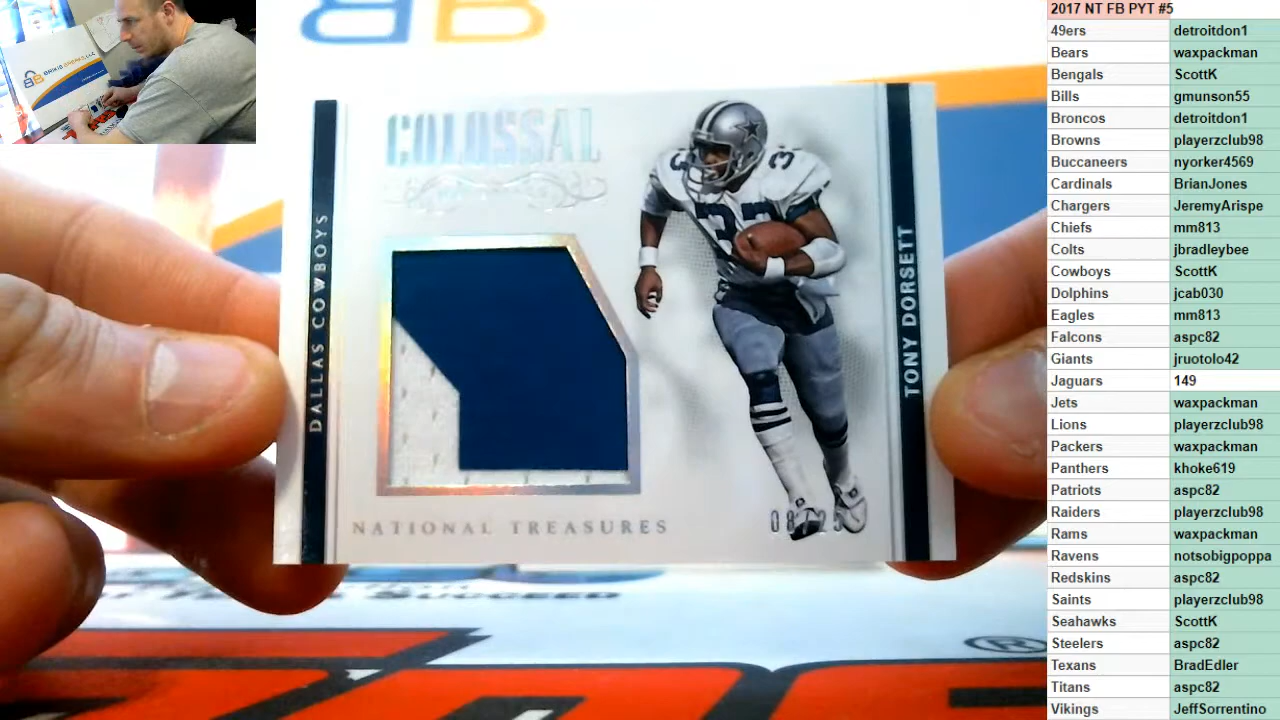 COLOSSAL
DALLAS COWBOYS
TONY DORSETT
33
NATIONAL TREASURES
08/25
SUCCEED
®
2017 NT FB PYT #5
49ers detroitdon1
Bears waxpackman
Bengals ScottK
Bills gmunson55
Broncos detroitdon1
Browns playerzclub98
Buccaneers nyorker4569
Cardinals BrianJones
Chargers JeremyArispe
Chiefs mm813
Colts jbradleybee
Cowboys ScottK
Dolphins jcab030
Eagles mm813
Falcons aspc82
Giants jruotolo42
Jaguars 149
Jets waxpackman
Lions playerzclub98
Packers waxpackman
Panthers khoke619
Patriots aspc82
Raiders playerzclub98
Rams waxpackman
Ravens notsobigpoppa
Redskins aspc82
Saints playerzclub98
Seahawks ScottK
Steelers aspc82
Texans BradEdler
Titans aspc82
Vikings JeffSorrentino